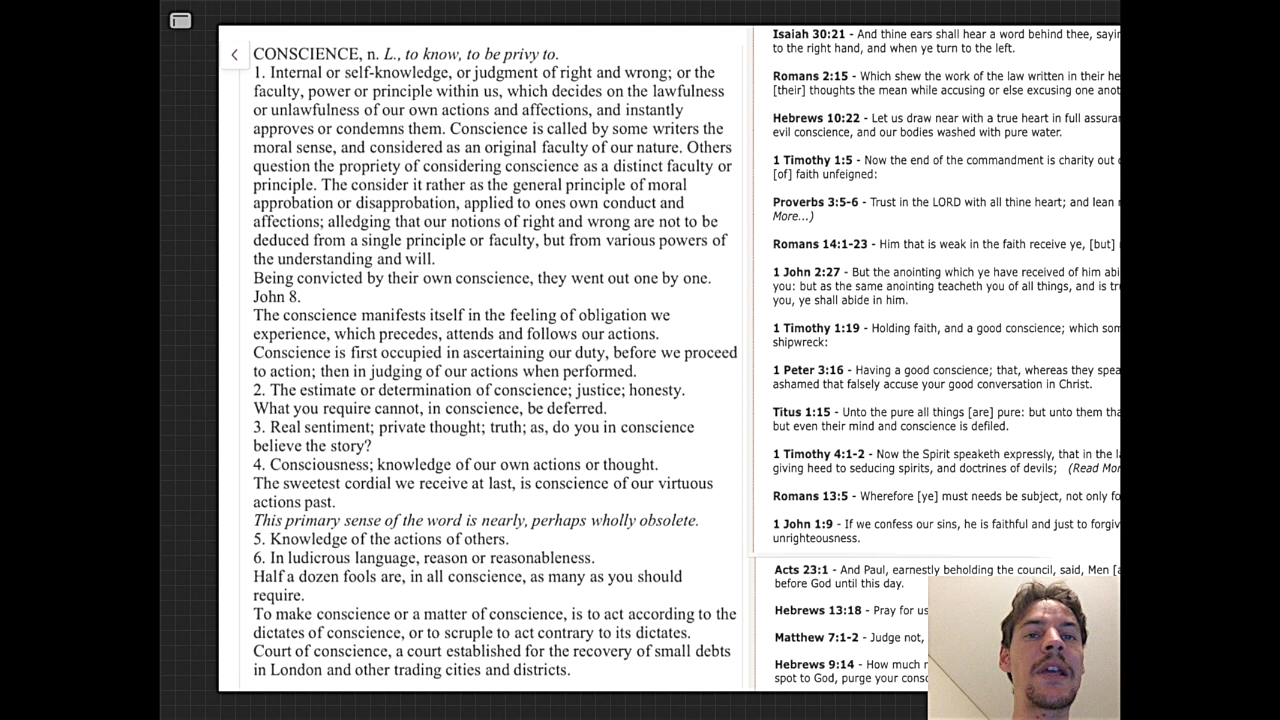 CONSCIENCE, n. L., to know, to be privy to.
1. Internal or self-knowledge, or judgment of right and wrong; or the
faculty, power or principle within us, which decides on the lawfulness
or unlawfulness of our own actions and affections, and instantly
approves or condemns them. Conscience is called by some writers the
moral sense, and considered as an original faculty of our nature. Others
question the propriety of considering conscience as a distinct faculty or
principle. The consider it rather as the general principle of moral
approbation or disapprobation, applied to ones own conduct and
affections; alledging that our notions of right and wrong are not to be
deduced from a single principle or faculty, but from various powers of
the understanding and will.
Being convicted by their own conscience, they went out one by one.
John 8.
The conscience manifests itself in the feeling of obligation we
experience, which precedes, attends and follows our actions.
Conscience is first occupied in ascertaining our duty, before we proceed
to action; then in judging of our actions when performed.
2. The estimate or determination of conscience; justice; honesty.
What you require cannot, in conscience, be deferred.
3. Real sentiment; private thought; truth; as, do you in conscience
believe the story?
4. Consciousness; knowledge of our own actions or thought.
The sweetest cordial we receive at last, is conscience of our virtuous
actions past.
This primary sense of the word is nearly, perhaps wholly obsolete.
5. Knowledge of the actions of others.
6. In ludicrous language, reason or reasonableness.
Half a dozen fools are, in all conscience, as many as you should
require.
To make conscience or a matter of conscience, is to act according to the
dictates of conscience, or to scruple to act contrary to its dictates.
Court of conscience, a court established for the recovery of small debts
in London and other trading cities and districts.
Isaiah 30:21 - And thine ears shall hear a word behind thee,
to the right hand, and when ye turn to the left.
Romans 2:15 - Which shew the work of the law written in their
[their] thoughts the mean while accusing or else excusing one
Hebrews 10:22 - Let us draw near with a true heart in full
evil conscience, and our bodies washed with pure water.
1 Timothy 1:5 - Now the end of the commandment is charity out
[of] faith unfeigned:
Proverbs 3:5-6 - Trust in the LORD with all thine heart; and lean
More...)
Romans 14:1-23 - Him that is weak in the faith receive ye, [but]
1 John 2:27 - But the anointing which ye have received of him
you: but as the same anointing teacheth you of all things, and is
you, ye shall abide in him.
1 Timothy 1:19 - Holding faith, and a good conscience; which
shipwreck:
1 Peter 3:16 - Having a good conscience; that, whereas they
ashamed that falsely accuse your good conversation in Christ.
Titus 1:15 - Unto the pure all things [are] pure: but unto them
but even their mind and conscience is defiled.
1 Timothy 4:1-2 - Now the Spirit speaketh expressly, that in the
giving heed to seducing spirits, and doctrines of devils; (Read
Romans 13:5 - Wherefore [ye] must needs be subject, not only
1 John 1:9 - If we confess our sins, he is faithful and just to
unrighteousness.
Acts 23:1 - And Paul, earnestly beholding the council, said, Men
before God until this day.
Hebrews 13:18 - Pray for us
Matthew 7:1-2 - Judge not,
Hebrews 9:14 - How much
spot to God, purge your